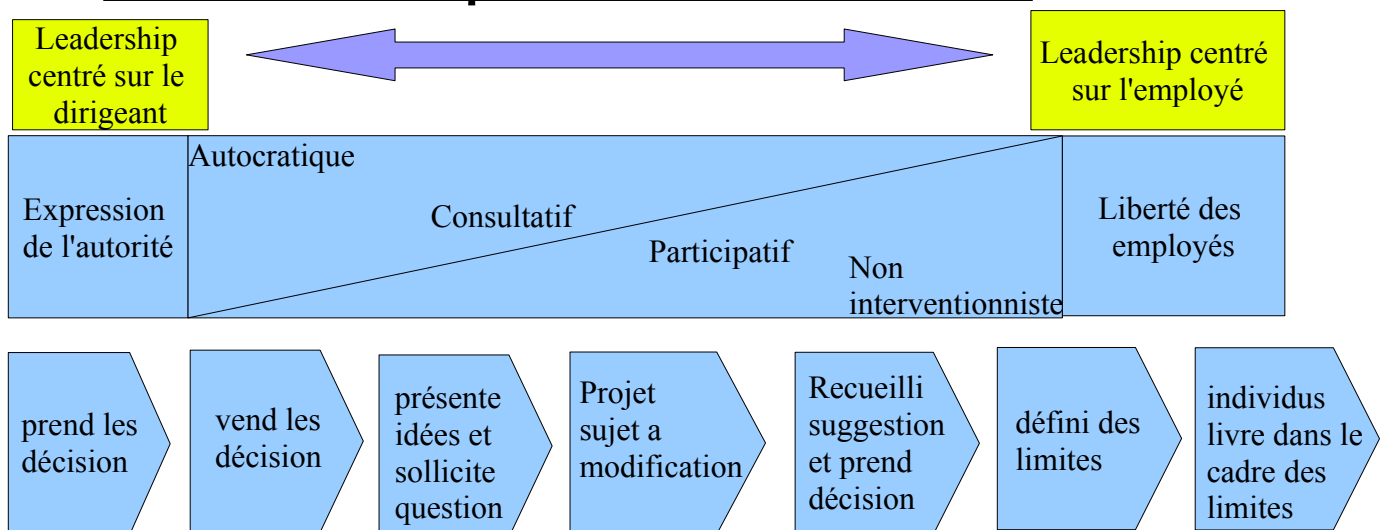 Leadership
centré sur le
dirigeant
Leadership centré
sur l'employé
Expression
de l'autorité
Autocratique
Consultatif
Participatif
Non
interventionniste
Liberté des
employés
prend les
décision
vend les
décision
présente
idées et
sollicite
question
Projet
sujet a
modification
Recueilli
suggestion
et prend
décision
défini des
limites
individus
livre dans le
cadre des
limites